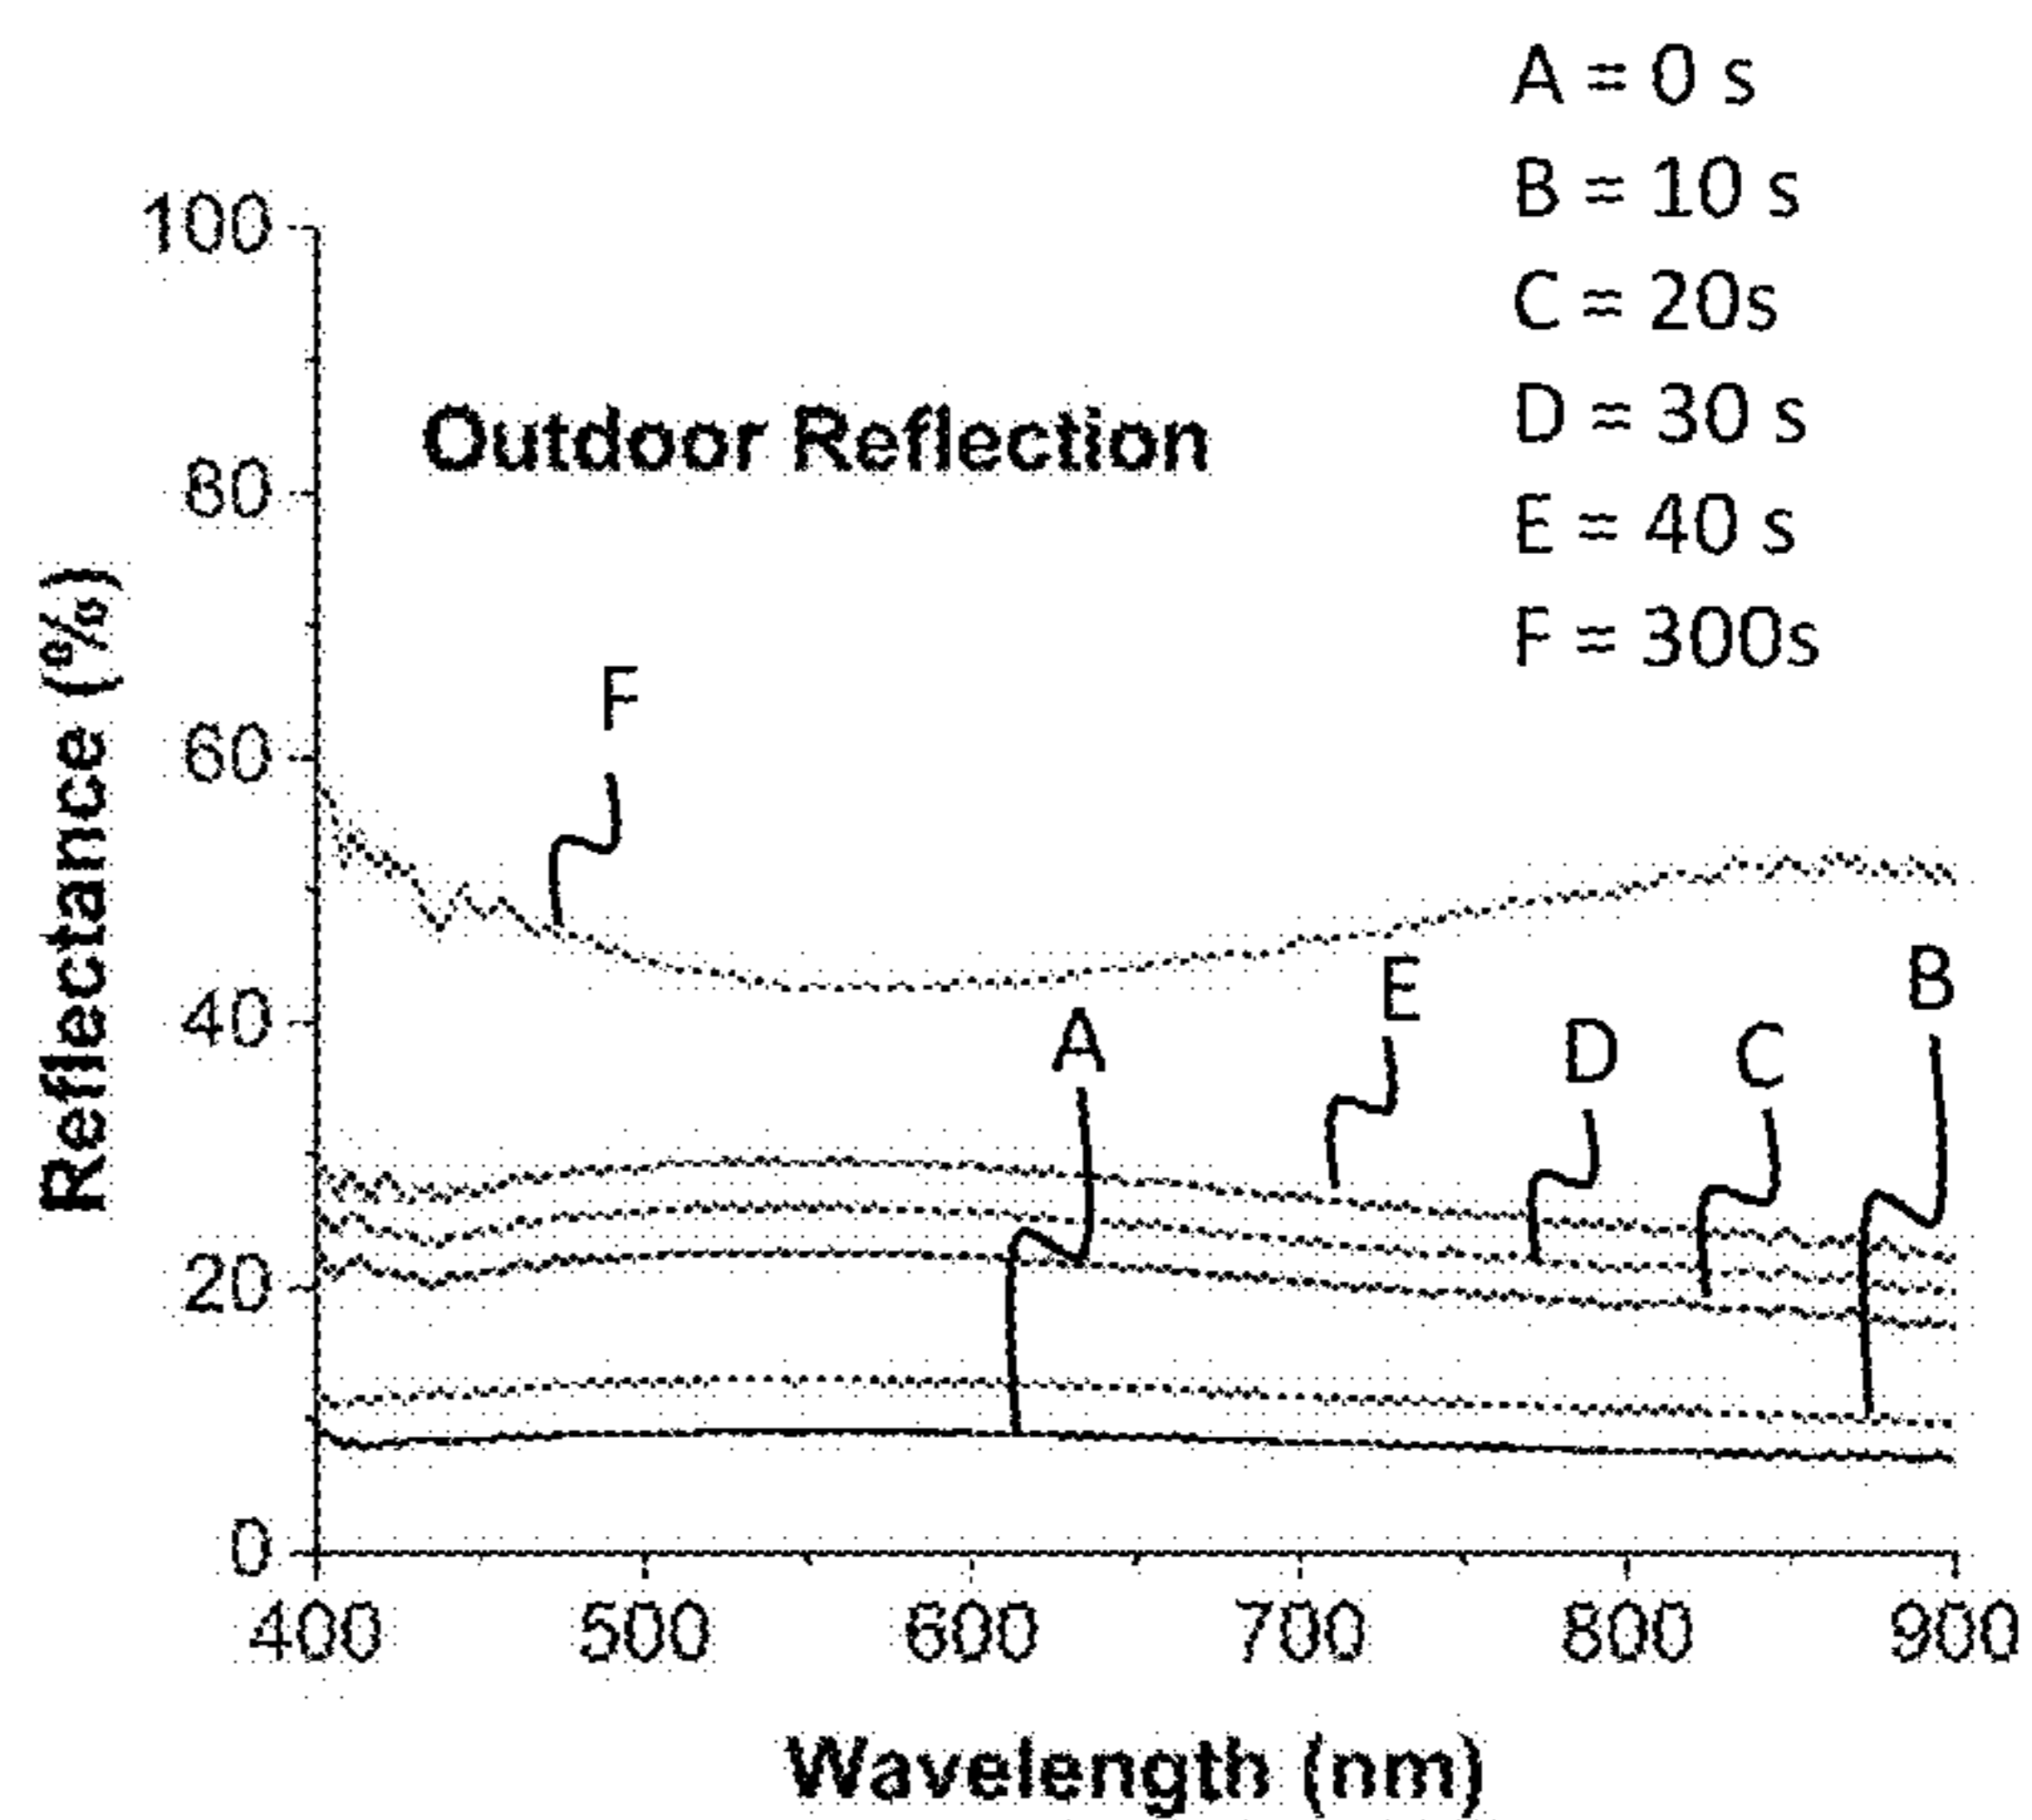 A = 0 s
B = 10 s
C = 20s
D = 30 s
E = 40 s
F = 300s
Outdoor Reflection
Reflectance (%)
100
80
60
40
20
0
F
A
E
D
C
B
400 500 600 700 800 900
Wavelength (nm)